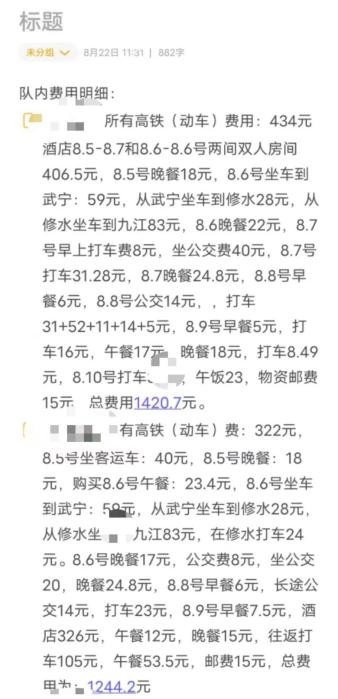 标题
未分组 8月22日 11:31 | 882字
队内费用明细：
所有高铁（动车）费用：434元
酒店8.5-8.7和8.6-8.6号两间双人房间
406.5元，8.5号晚餐18元，8.6号坐车到
武宁：59元，从武宁坐车到修水28元，从
修水坐车到九江83元，8.6晚餐22元，8.7
号早上打车费8元，坐公交费40元，8.7号
打车31.28元，8.7晚餐24.8元，8.8号早
餐6元，8.8号公交14元，，打车
31+52+11+14+5元，8.9号早餐5元，打
车16元，午餐17元，晚餐18元，打车8.49
元，8.10号打车 元，午饭23，物资邮费
15元 总费用1420.7元。
有高铁（动车）费：322元，
8.5号坐客运车：40元，8.5号晚餐：18
元，购买8.6号午餐：23.4元，8.6号坐车
到武宁：59元，从武宁坐车到修水28元，
从修水坐 九江83元，在修水打车24
元。8.6号晚餐17元，公交费8元，坐公交
20，晚餐24.8元，8.8号早餐6元，长途公
交14元，打车23元，8.9号早餐7.5元，酒
店326元，午餐12元，晚餐15元，往返打
车105元，午餐53.5元，邮费15元，总费
用为：1244.2元